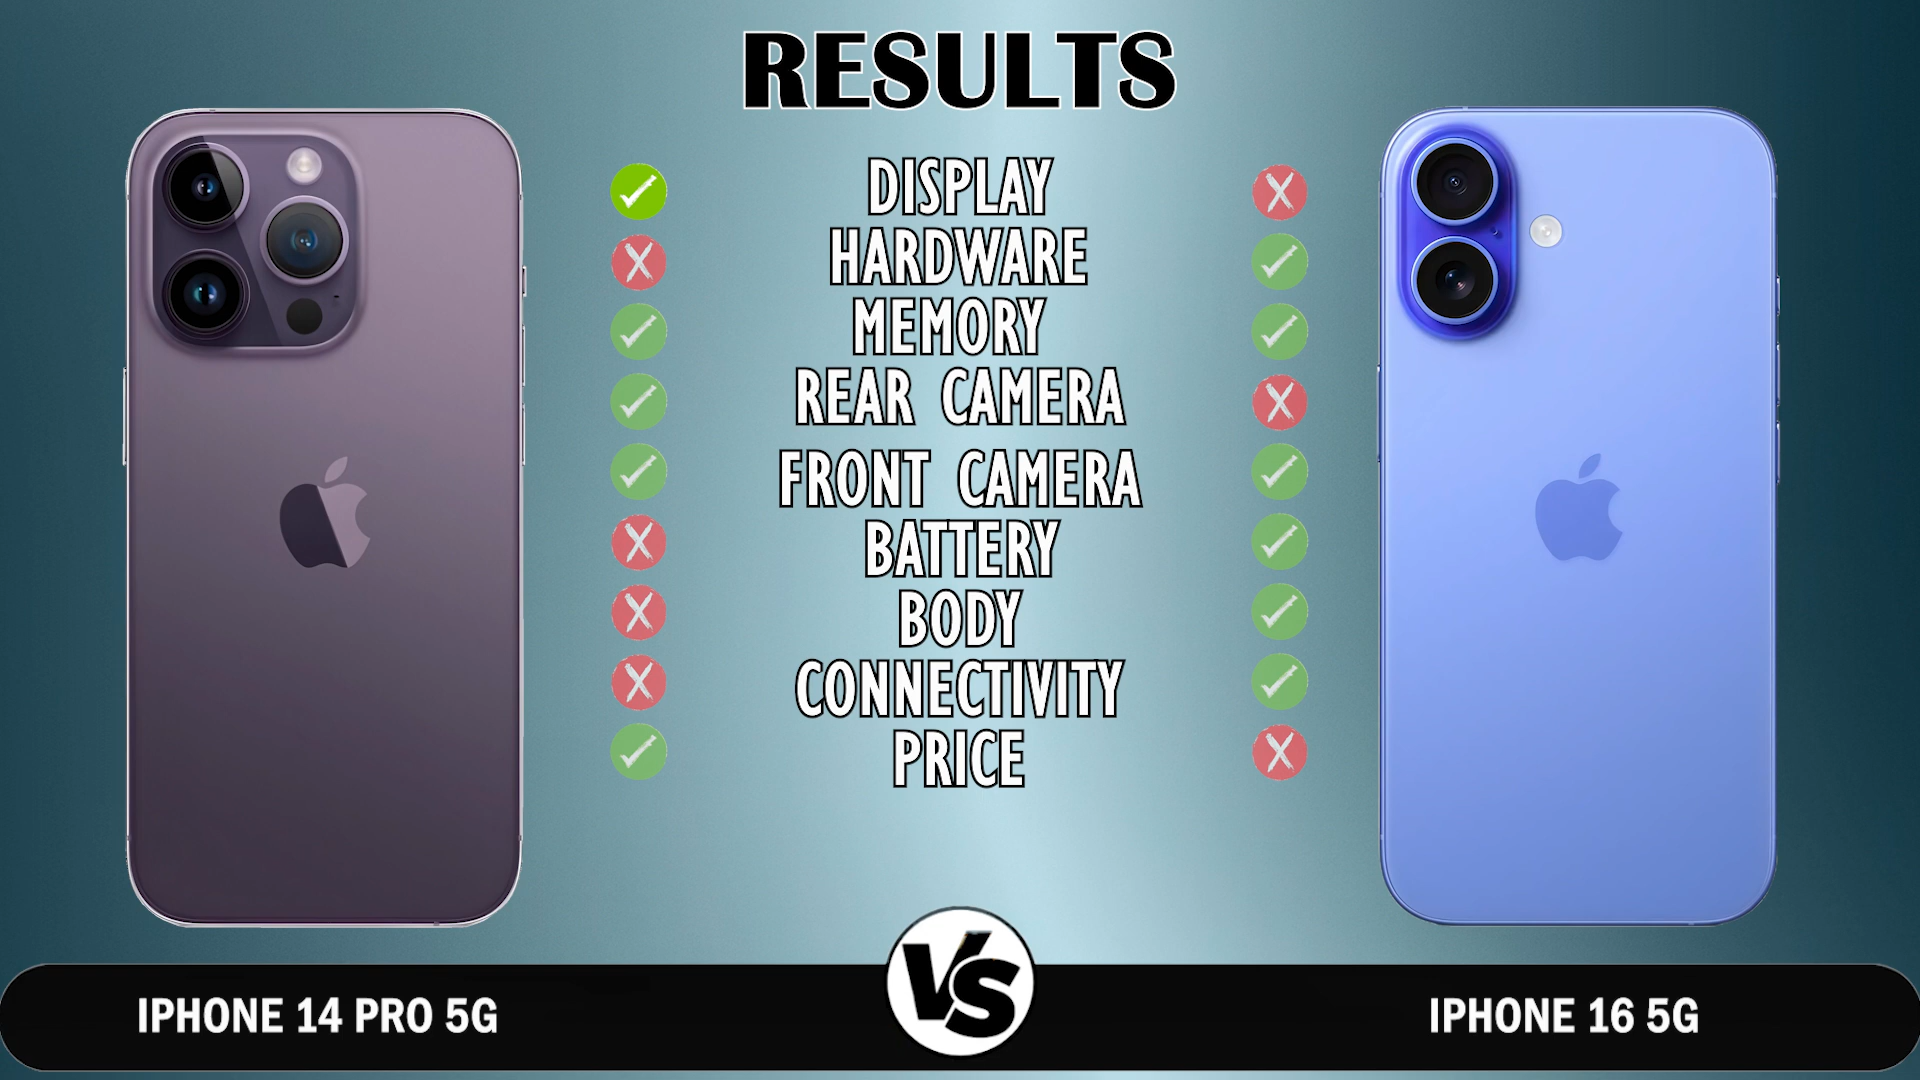 RESULTS
DISPLAY
HARDWARE
MEMORY
REAR CAMERA
FRONT CAMERA
BATTERY
BODY
CONNECTIVITY
PRICE
VS
IPHONE 14 PRO 5G
IPHONE 16 5G